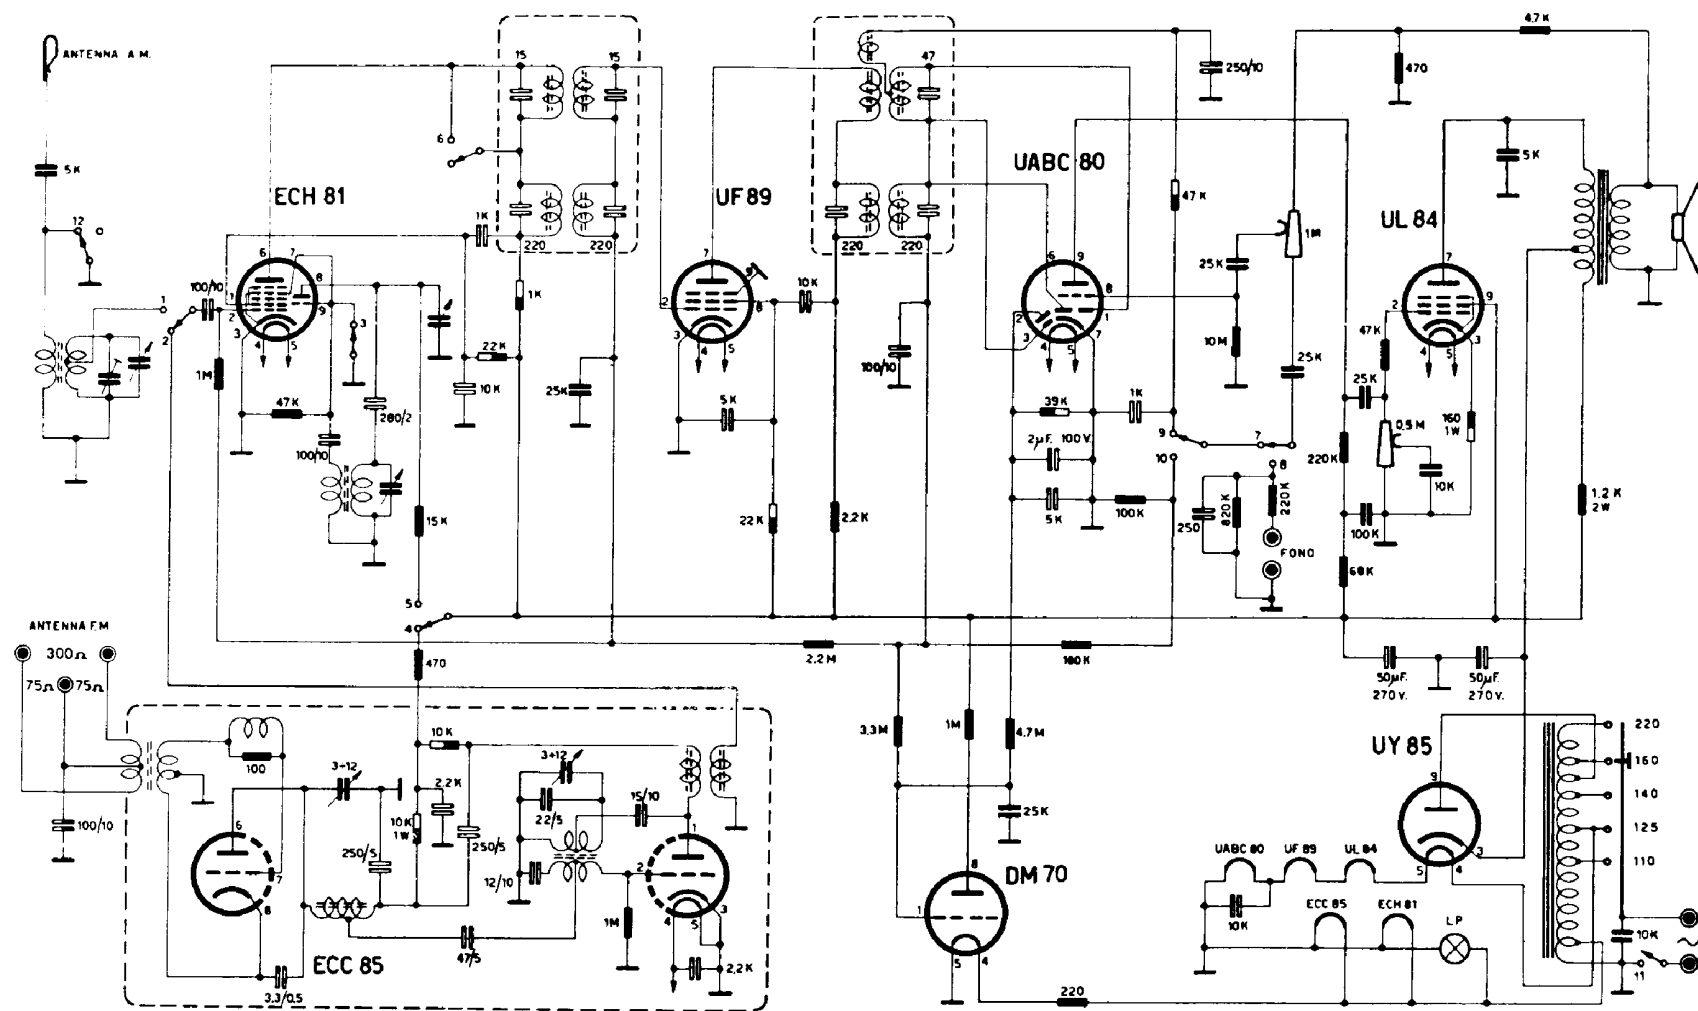 ANTENNA A.M.
5K
12
15
15
6
ECH 81
1K
220
220
100/10
1
2
6
7
8
9
1
2
3
4
5
3
1M
47K
100/10
280/2
22K
10K
1K
25K
15K
5
4
470
UF 89
7
9
8
2
3
4
5
10K
5K
22K
2.2K
47
220
220
100/10
250/10
UABC 80
6
9
8
1
2
3
4
5
7
47K
25K
10M
1M
25K
39K
1K
2µF. 100V.
5K
100K
9
10
7
8
250
820K
220K
FONO
4.7K
470
5K
UL 84
7
2
9
4
5
3
47K
25K
0,5M
160
1W
220K
10K
100K
68K
1.2K
2W
2.2M
180K
50µF.
270V.
50µF.
270V.
ANTENNA F.M
300Ω
75Ω
75Ω
100/10
100
3÷12
6
7
8
10K
2.2K
10K
1W
250/5
250/5
3÷12
22/5
15/10
12/10
1
2
3
4
5
1M
47/5
2,2K
3,3/0,5
ECC 85
3,3M
1M
4.7M
25K
DM 70
8
1
5
4
220
UY 85
9
3
5
4
UABC 80
UF 89
UL 84
10K
ECC 85
ECH 81
LP
220
160
140
125
110
10K
11
~